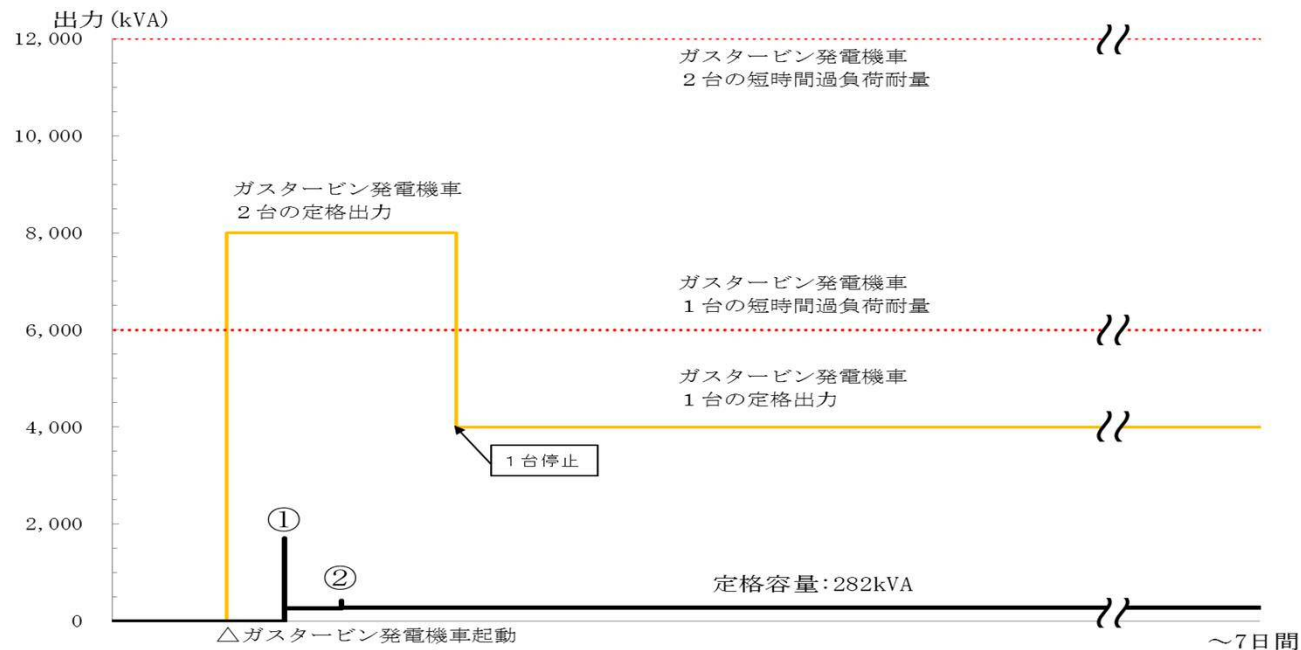 出力(kVA)
12,000
ガスタービン発電機車
2台の短時間過負荷耐量
10,000
ガスタービン発電機車
2台の定格出力
8,000
ガスタービン発電機車
1台の短時間過負荷耐量
6,000
ガスタービン発電機車
1台の定格出力
4,000
1台停止
2,000
①
②
定格容量:282kVA
0
△ガスタービン発電機車起動
~7日間